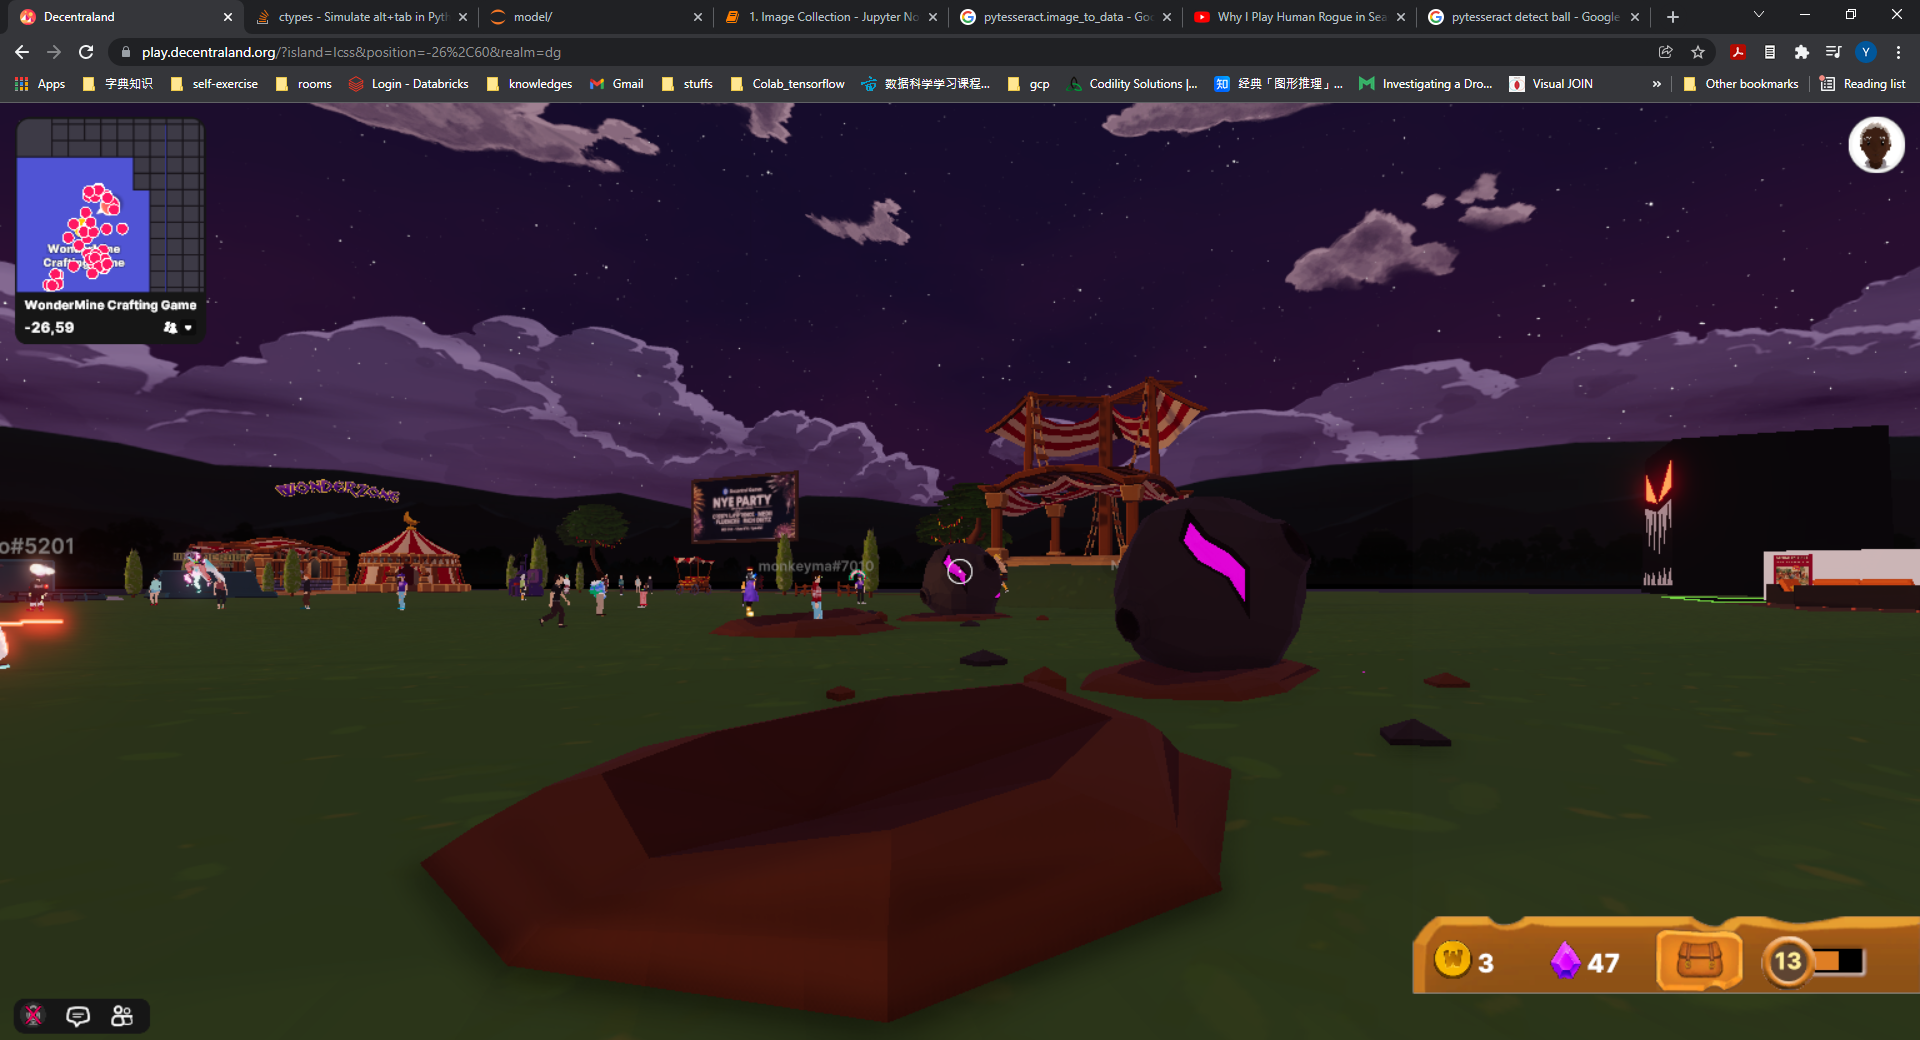 Decentraland
ctypes - Simulate alt+tab in Pyth
model/
1. Image Collection - Jupyter No
pytesseract.image_to_data - Goo
Why I Play Human Rogue in Sea
pytesseract detect ball - Google
play.decentraland.org/?island=Icss&position=-26%2C60&realm=dg
Y
Apps
字典知识
self-exercise
rooms
Login - Databricks
knowledges
Gmail
stuffs
Colab_tensorflow
数据科学学习课程...
gcp
Codility Solutions |...
知
经典「图形推理」...
Investigating a Dro...
Visual JOIN
»
Other bookmarks
Reading list
WonderMine Crafting Game
-26,59
WONDERZONE
Decentral Games
NYE PARTY
o#5201
monkeyma#7010
W
3
47
13